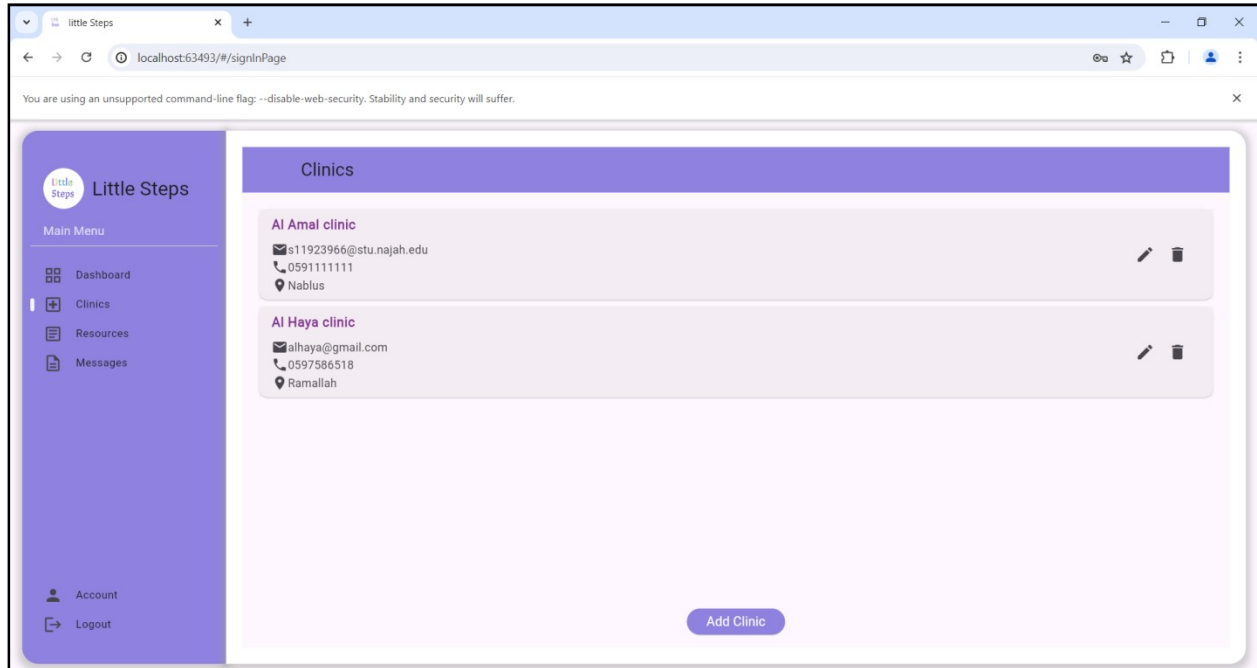 little Steps
localhost:63493/#/signInPage
You are using an unsupported command-line flag: --disable-web-security. Stability and security will suffer.
Little
Steps
Little Steps
Main Menu
Dashboard
Clinics
Resources
Messages
Account
Logout
Clinics
Al Amal clinic
s11923966@stu.najah.edu
0591111111
Nablus
Al Haya clinic
alhaya@gmail.com
0597586518
Ramallah
Add Clinic